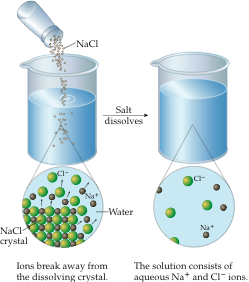 NaCl
Salt
dissolves
Cl⁻
Na⁺
Water
NaCl
crystal
Cl⁻
Na⁺
Ions break away from
the dissolving crystal.
The solution consists of
aqueous Na⁺ and Cl⁻ ions.